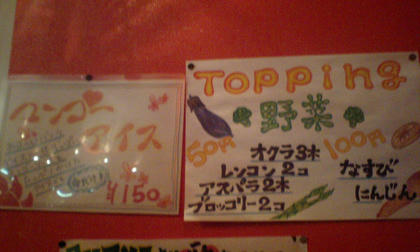 マンゴー
アイス
¥150
TOPPING
野菜
50円
オクラ3本
レンコン2コ
アスパラ2本
ブロッコリー2コ
100円
なすび
にんじん